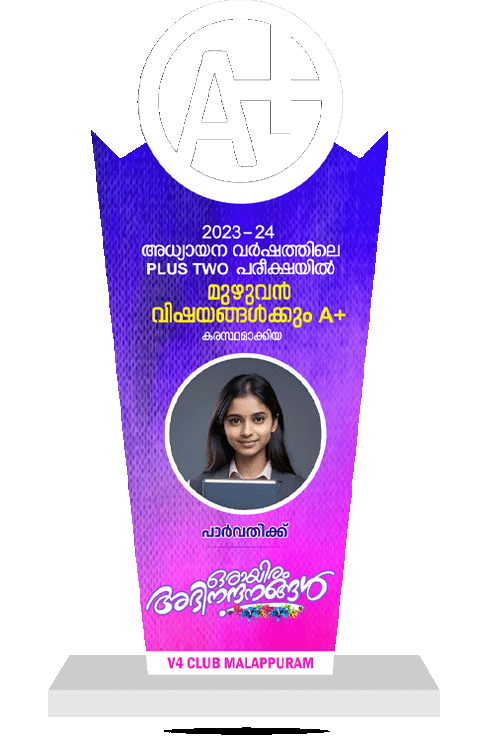 A+
2023-24
അധ്യായന വർഷത്തിലെ
PLUS TWO പരീക്ഷയിൽ
മുഴുവൻ
വിഷയങ്ങൾക്കും A+
കരസ്ഥമാക്കിയ
പാർവതിക്ക്
ഒരായിരം
അഭിനന്ദനങ്ങൾ
V4 CLUB MALAPPURAM